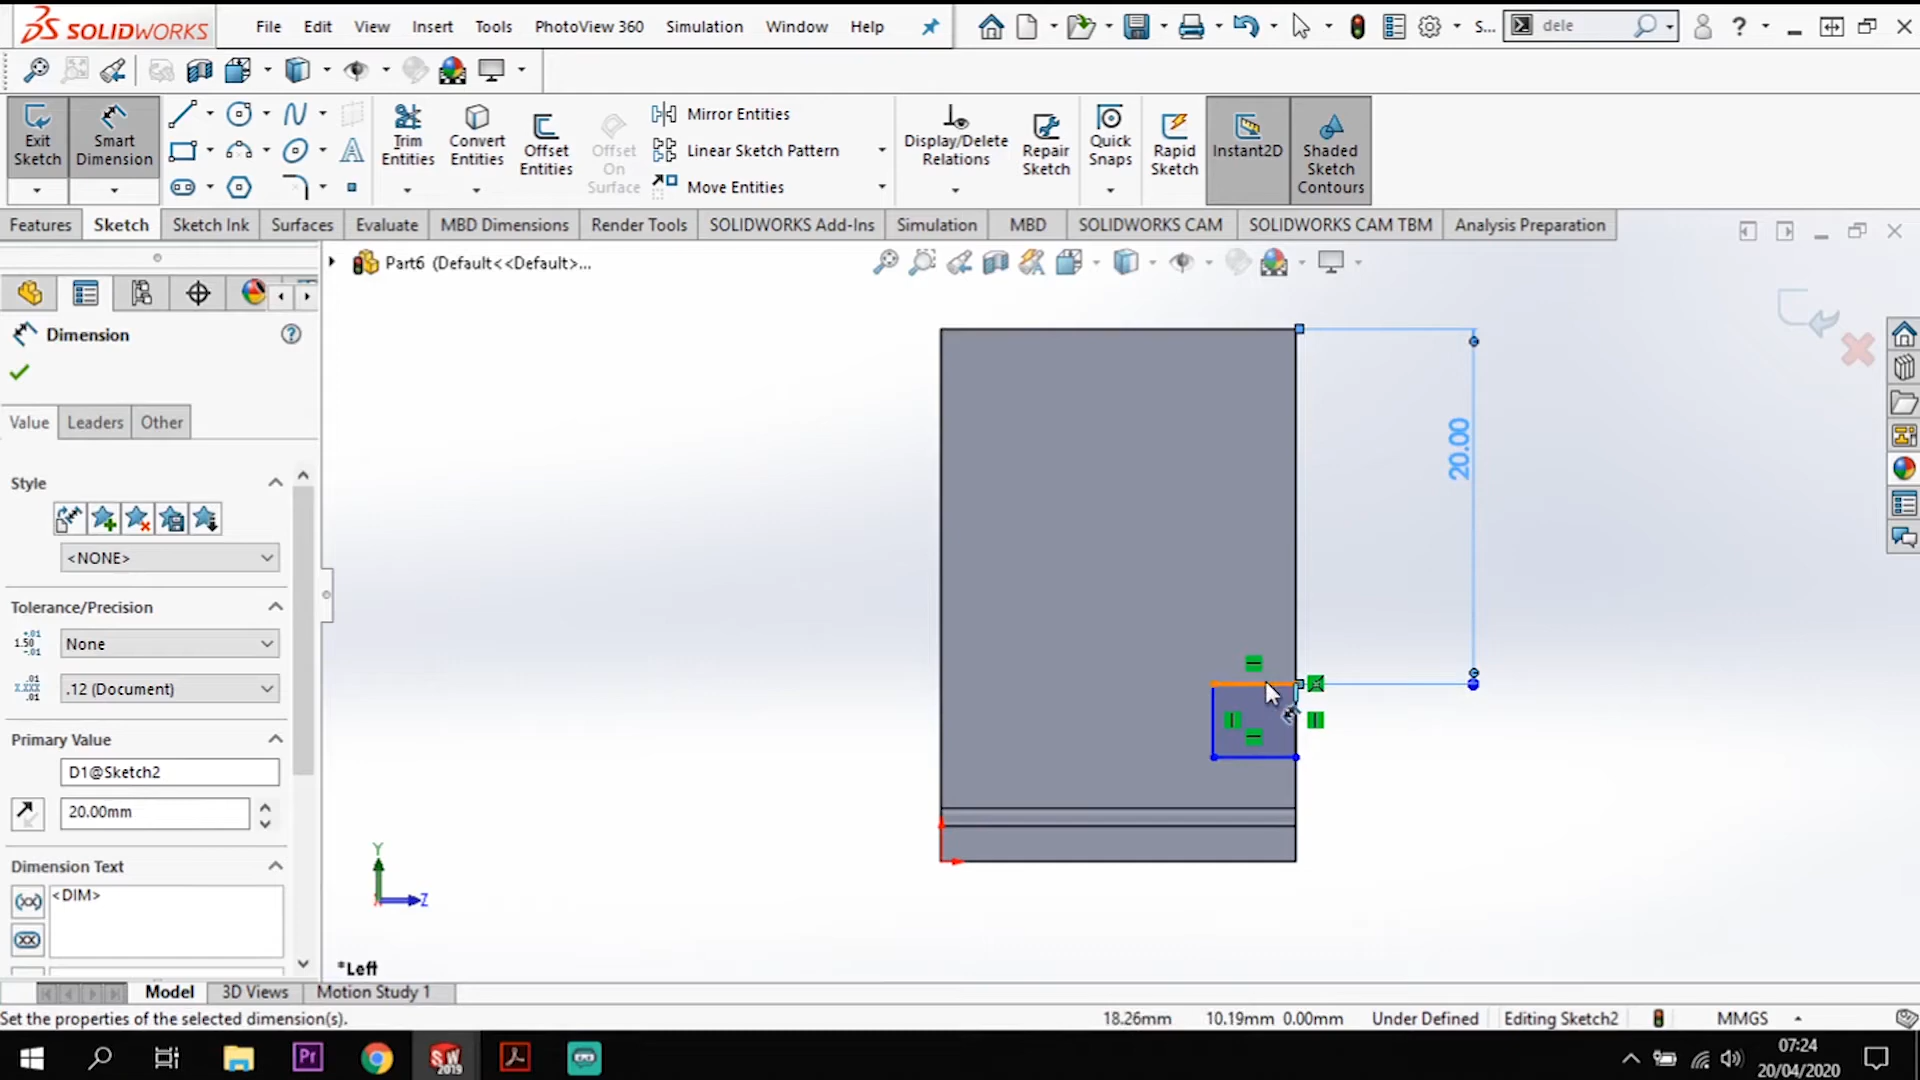 SOLIDWORKS File Edit View Insert Tools PhotoView 360 Simulation Window Help S... dele ?
Exit Sketch
Smart Dimension
Trim Entities
Convert Entities
Offset Entities
Offset On Surface
Mirror Entities
Linear Sketch Pattern
Move Entities
Display/Delete Relations
Repair Sketch
Quick Snaps
Rapid Sketch
Instant2D
Shaded Sketch Contours
Features Sketch Sketch Ink Surfaces Evaluate MBD Dimensions Render Tools SOLIDWORKS Add-Ins Simulation MBD SOLIDWORKS CAM SOLIDWORKS CAM TBM Analysis Preparation
Part6 (Default<<Default>...
Dimension
Value Leaders Other
Style
<NONE>
Tolerance/Precision
None
.12 (Document)
Primary Value
D1@Sketch2
20.00mm
Dimension Text
<DIM>
20.00
Y
Z
*Left
Model 3D Views Motion Study 1
Set the properties of the selected dimension(s). 18.26mm 10.19mm 0.00mm Under Defined Editing Sketch2 MMGS
Pr SW 2019
07:24
20/04/2020